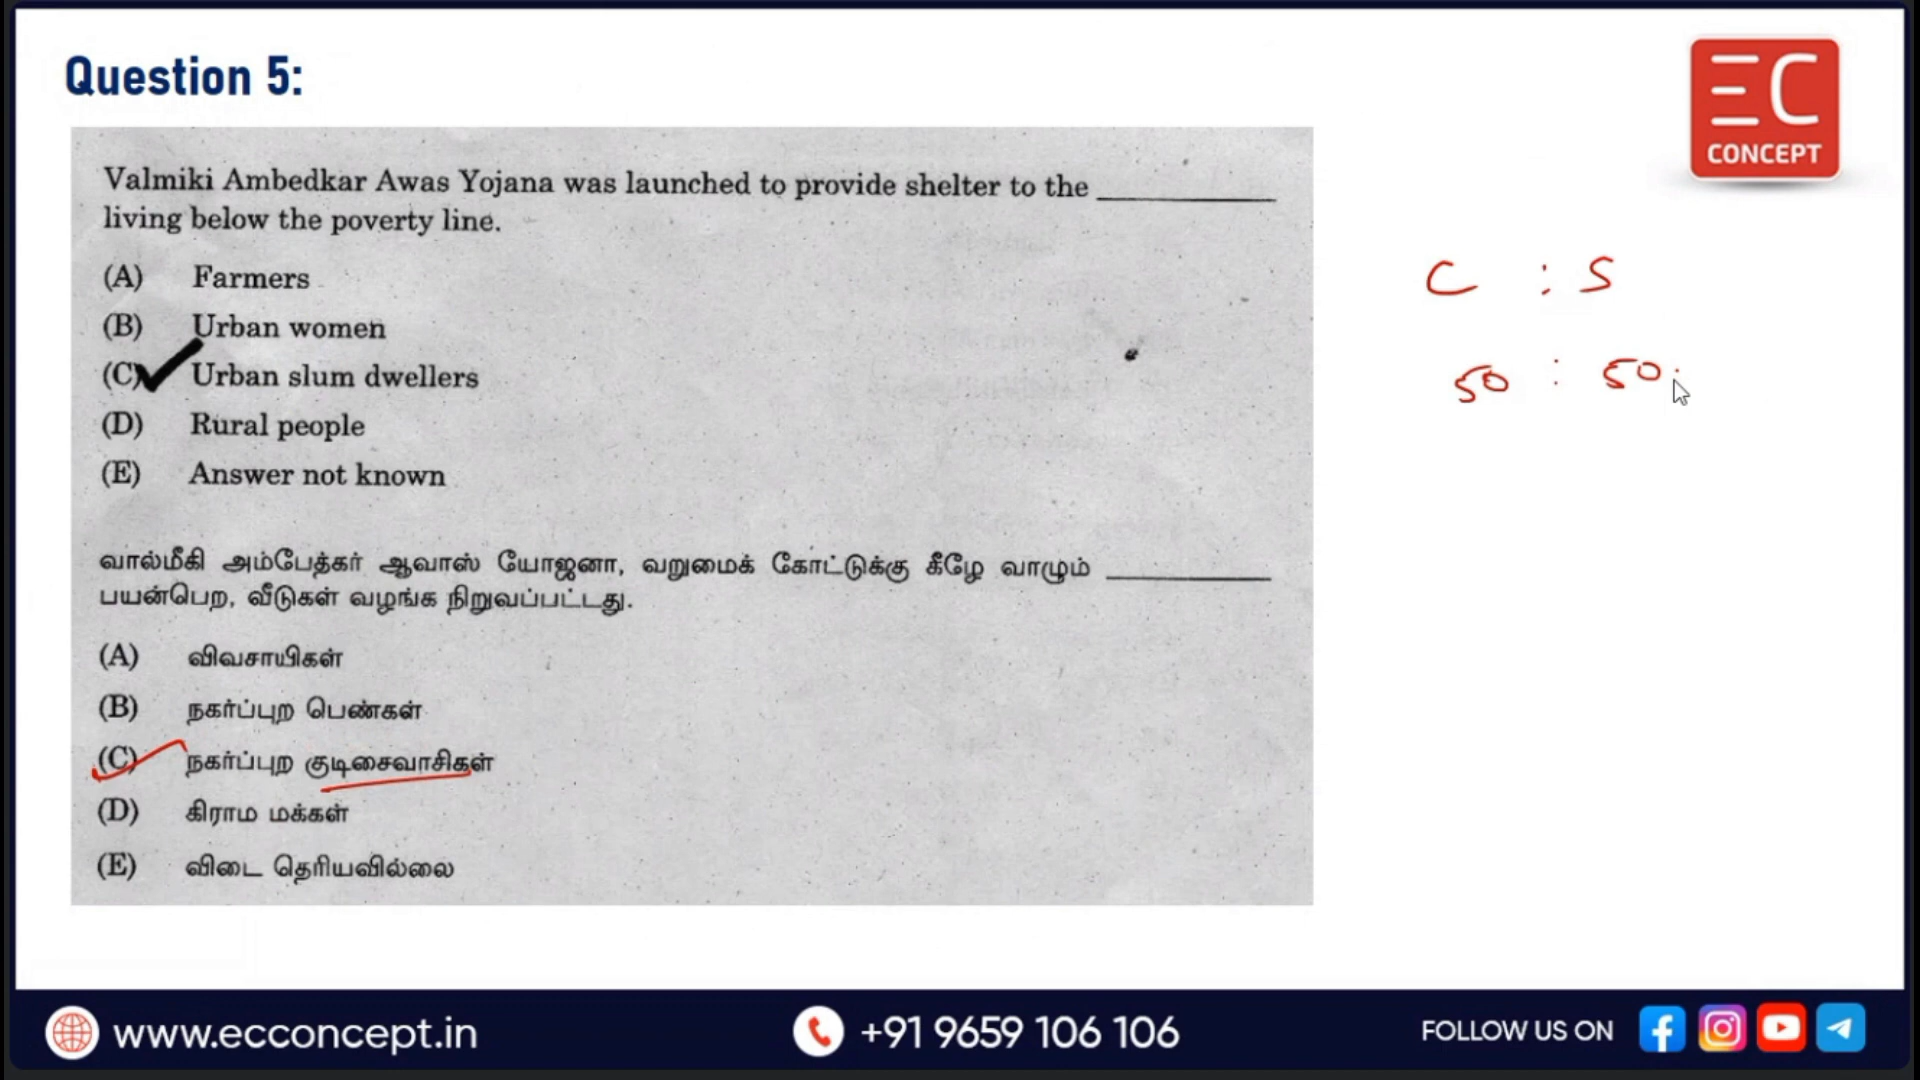 Question 5:
EC
CONCEPT
Valmiki Ambedkar Awas Yojana was launched to provide shelter to the ____________
living below the poverty line.
(A) Farmers
(B) Urban women
(C) Urban slum dwellers
(D) Rural people
(E) Answer not known
C : S
50 : 50.
வால்மீகி அம்பேத்கர் ஆவாஸ் யோஜனா, வறுமைக் கோட்டுக்கு கீழே வாழும் ____________
பயன்பெற, வீடுகள் வழங்க நிறுவப்பட்டது.
(A) விவசாயிகள்
(B) நகர்ப்புற பெண்கள்
(C) நகர்ப்புற குடிசைவாசிகள்
(D) கிராம மக்கள்
(E) விடை தெரியவில்லை
www.ecconcept.in +91 9659 106 106 FOLLOW US ON